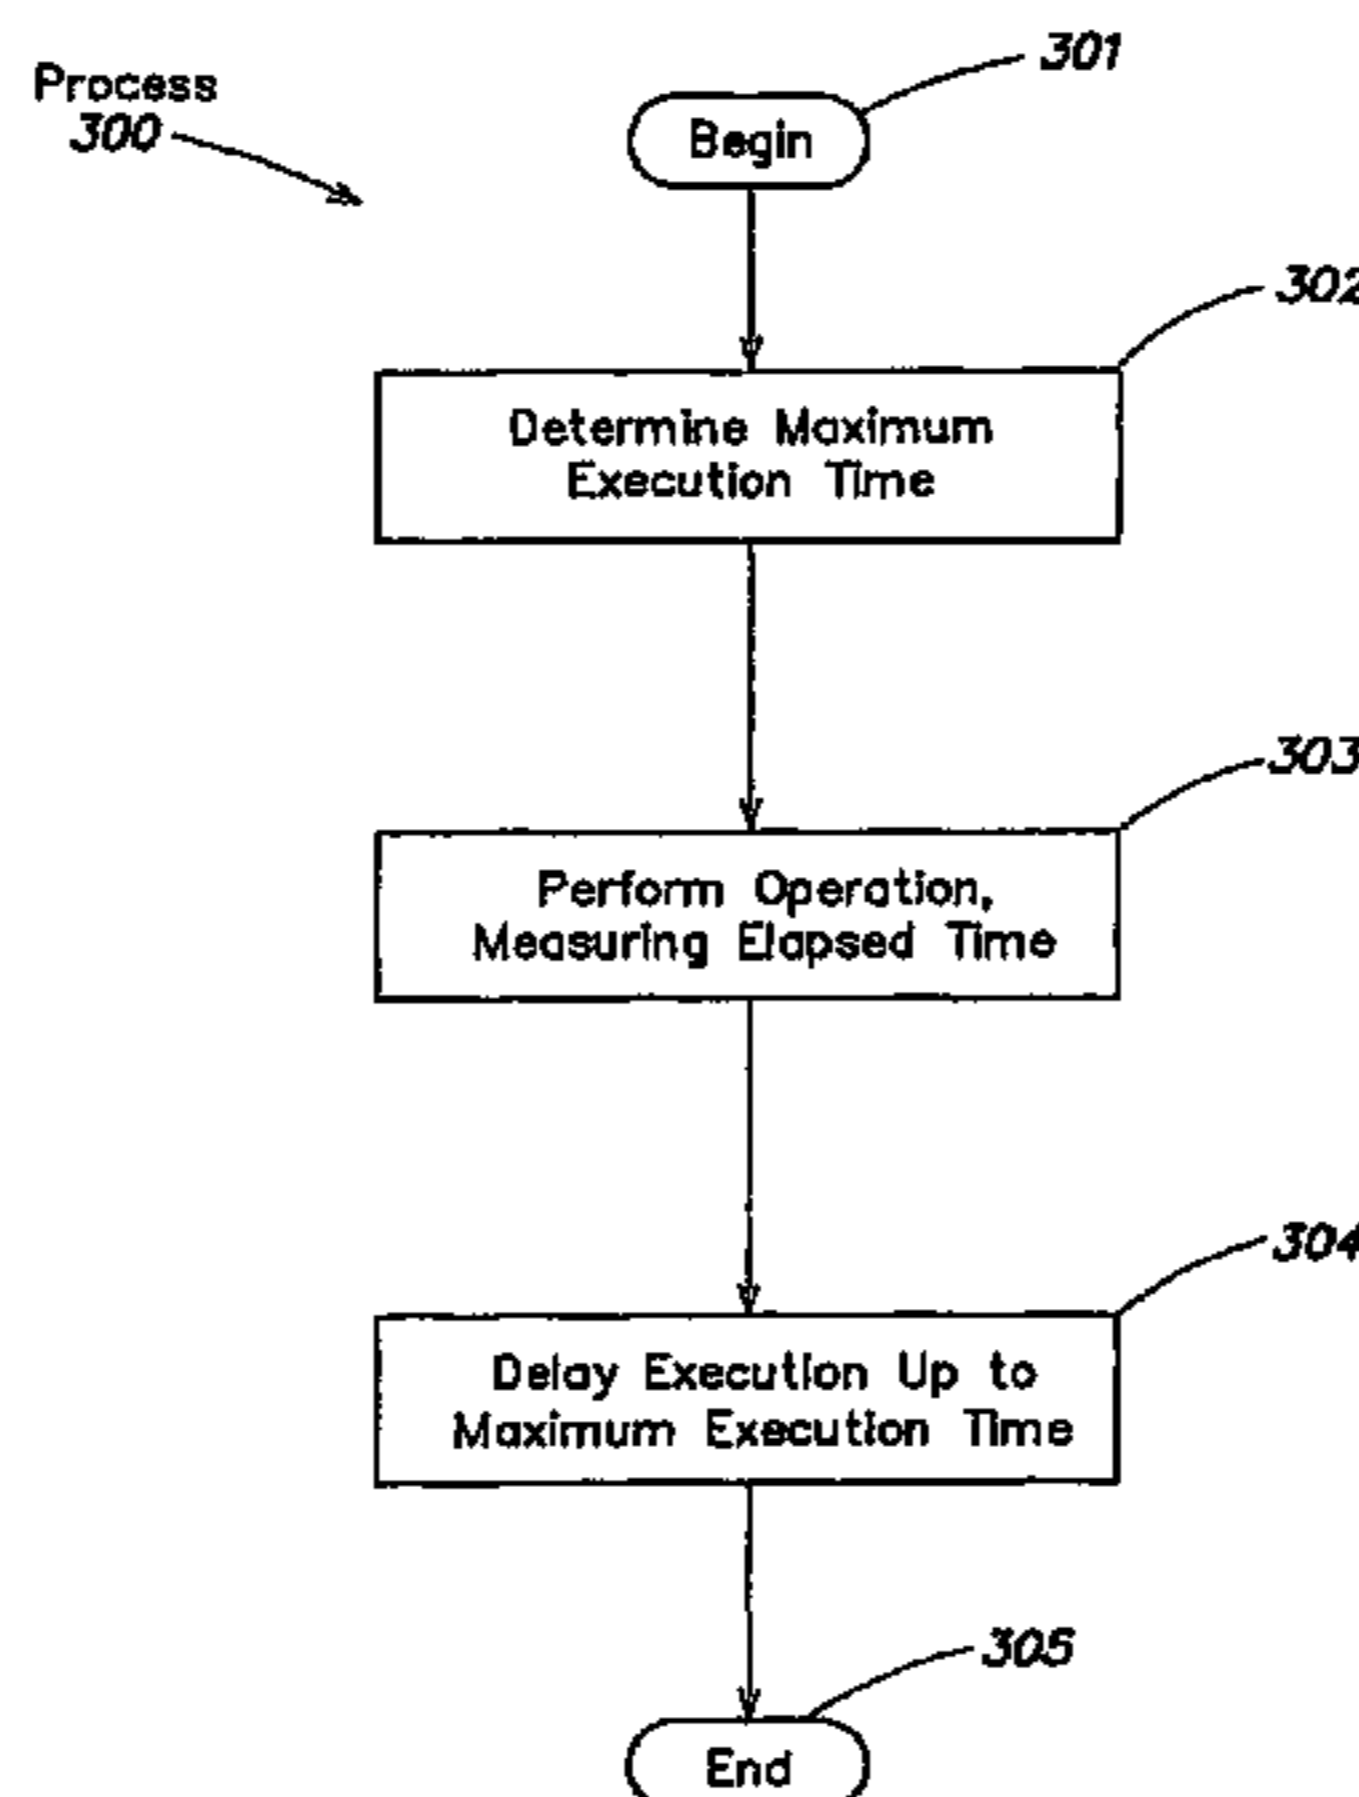 301
Process
300
Begin
302
Determine Maximum
Execution Time
303
Perform Operation,
Measuring Elapsed Time
304
Delay Execution Up to
Maximum Execution Time
305
End